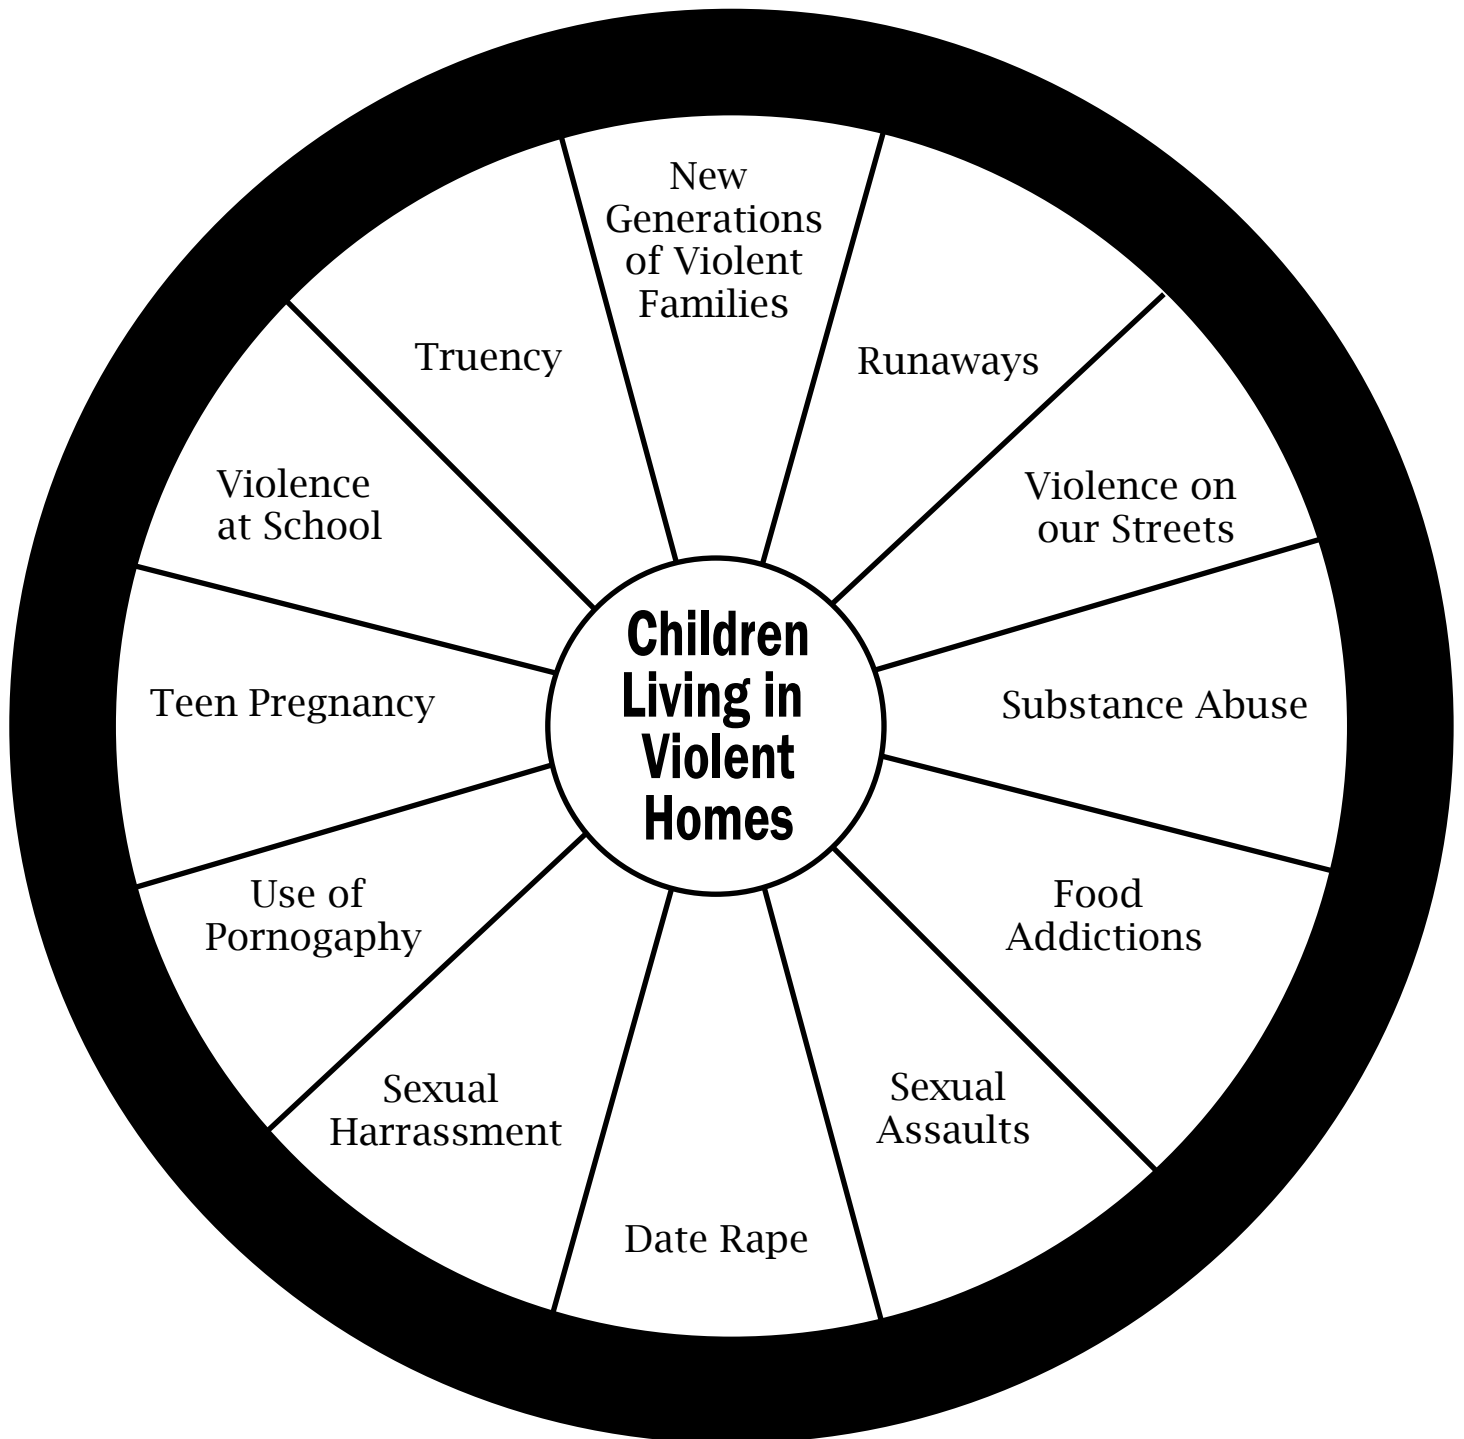 New
Generations
of Violent
Families
Runaways
Violence on
our Streets
Substance Abuse
Food
Addictions
Sexual
Assaults
Date Rape
Sexual
Harrassment
Use of
Pornogaphy
Teen Pregnancy
Violence
at School
Truency
Children
Living in
Violent
Homes